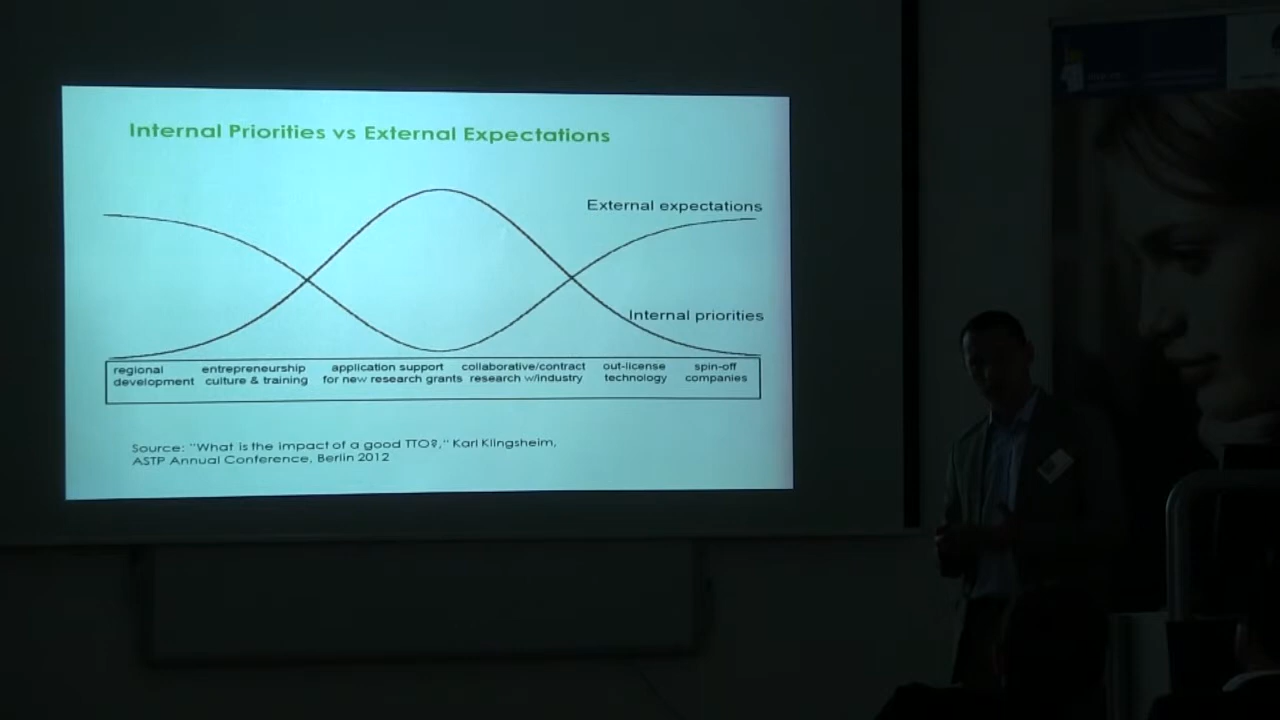 Internal Priorities vs External Expectations
External expectations
Internal priorities
regional
development
entrepreneurship
culture & training
application support
for new research grants
collaborative/contract
research w/industry
out-license
technology
spin-off
companies
Source: "What is the impact of a good TTO?," Karl Klingsheim,
ASTP Annual Conference, Berlin 2012